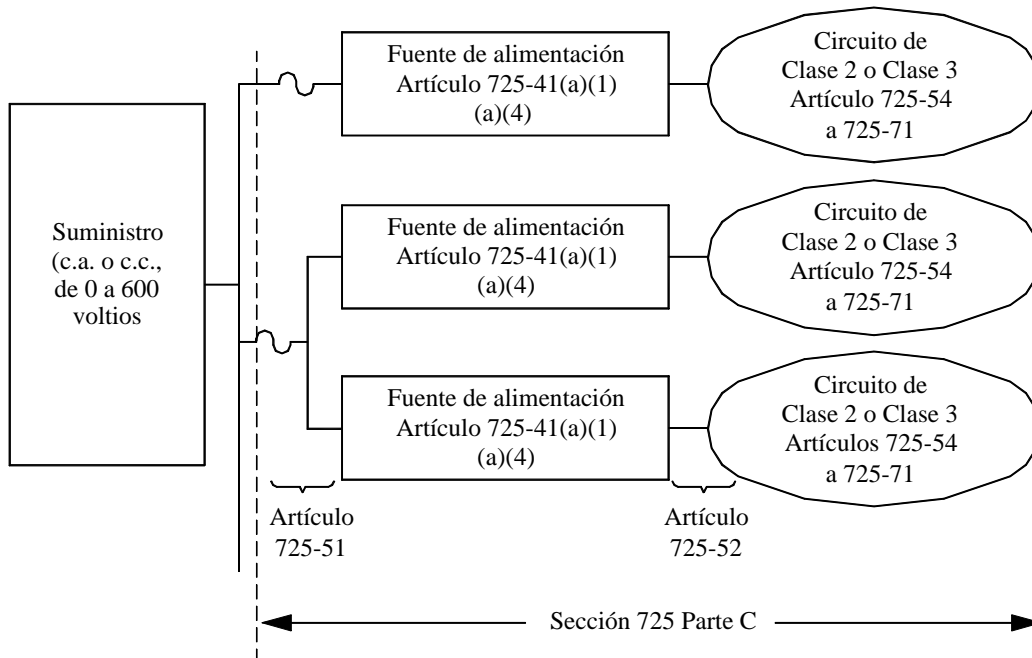 Suministro
(c.a. o c.c.,
de 0 a 600
voltios
Fuente de alimentación
Artículo 725-41(a)(1)
(a)(4)
Circuito de
Clase 2 o Clase 3
Artículo 725-54
a 725-71
Fuente de alimentación
Artículo 725-41(a)(1)
(a)(4)
Circuito de
Clase 2 o Clase 3
Artículo 725-54
a 725-71
Fuente de alimentación
Artículo 725-41(a)(1)
(a)(4)
Circuito de
Clase 2 o Clase 3
Artículos 725-54
a 725-71
Artículo
725-51
Artículo
725-52
Sección 725 Parte C